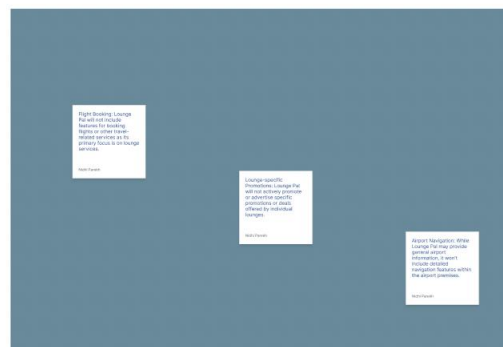 Flight Booking: Lounge
Pal will not include
features for booking
flights or other travel-
related services as its
primary focus is on lounge
services.
Lounge-specific
Promotions: Lounge Pal
will not actively promote
or advertise specific
promotions or deals
offered by individual
lounges.
Airport Navigation: While
Lounge Pal may provide
general airport
information, it won't
include detailed
navigation features within
the airport premises.